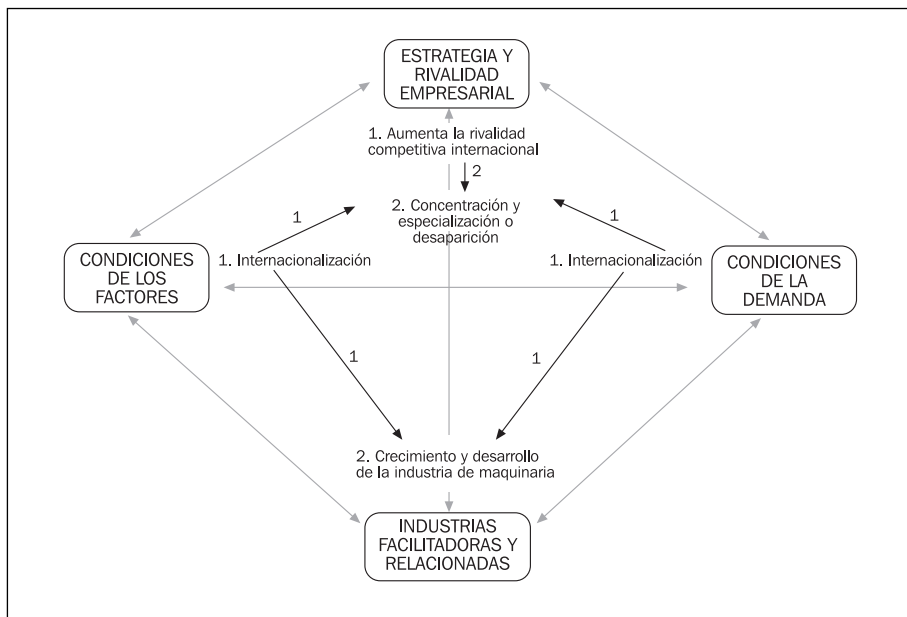 ESTRATEGIA Y
RIVALIDAD
EMPRESARIAL
1. Aumenta la rivalidad
competitiva internacional
2
2. Concentración y
especialización o
desaparición
1
1
1. Internacionalización
1. Internacionalización
CONDICIONES
DE LOS
FACTORES
CONDICIONES
DE LA
DEMANDA
1
1
2. Crecimiento y desarrollo
de la industria de maquinaria
INDUSTRIAS
FACILITADORAS Y
RELACIONADAS